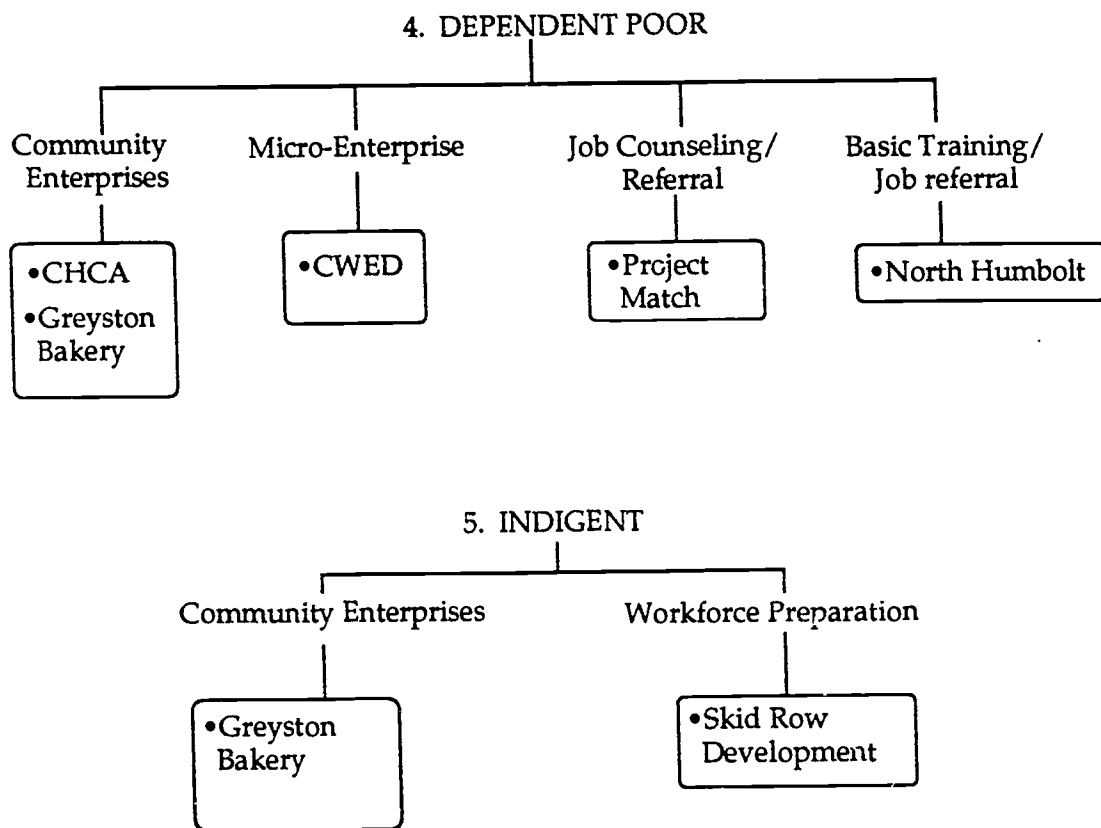 4. DEPENDENT POOR
Community
Enterprises
Micro-Enterprise
Job Counseling/
Referral
Basic Training/
Job referral
•CHCA
•Greyston
Bakery
•CWED
•Project
Match
•North Humbolt
5. INDIGENT
Community Enterprises
Workforce Preparation
•Greyston
Bakery
•Skid Row
Development